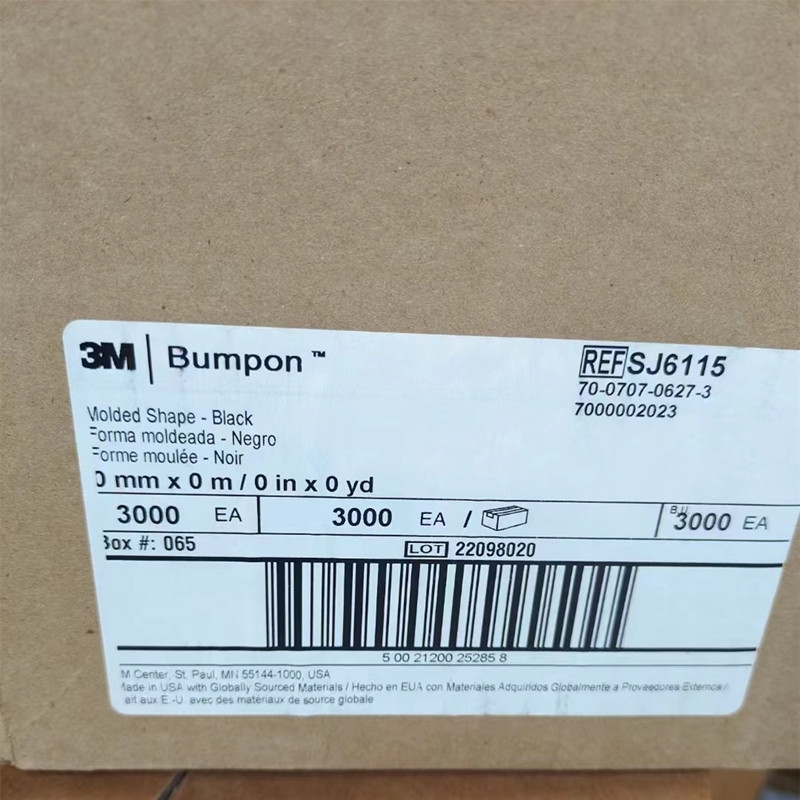 3M | Bumpon™
REF SJ6115
70-0707-0627-3
7000002023
Molded Shape - Black
Forma moldeada - Negro
Forme moulée - Noir
0 mm x 0 m / 0 in x 0 yd
3000 EA
3000 EA /
3000 EA
Box #: 065
LOT 22098020
5 00 21200 25285 8
M Center, St. Paul, MN 55144-1000, USA
Made in USA with Globally Sourced Materials / Hecho en EUA con Materiales Adquiridos Globalmente a Proveedores Externos /
ait aux E.-U. avec des matériaux de source globale